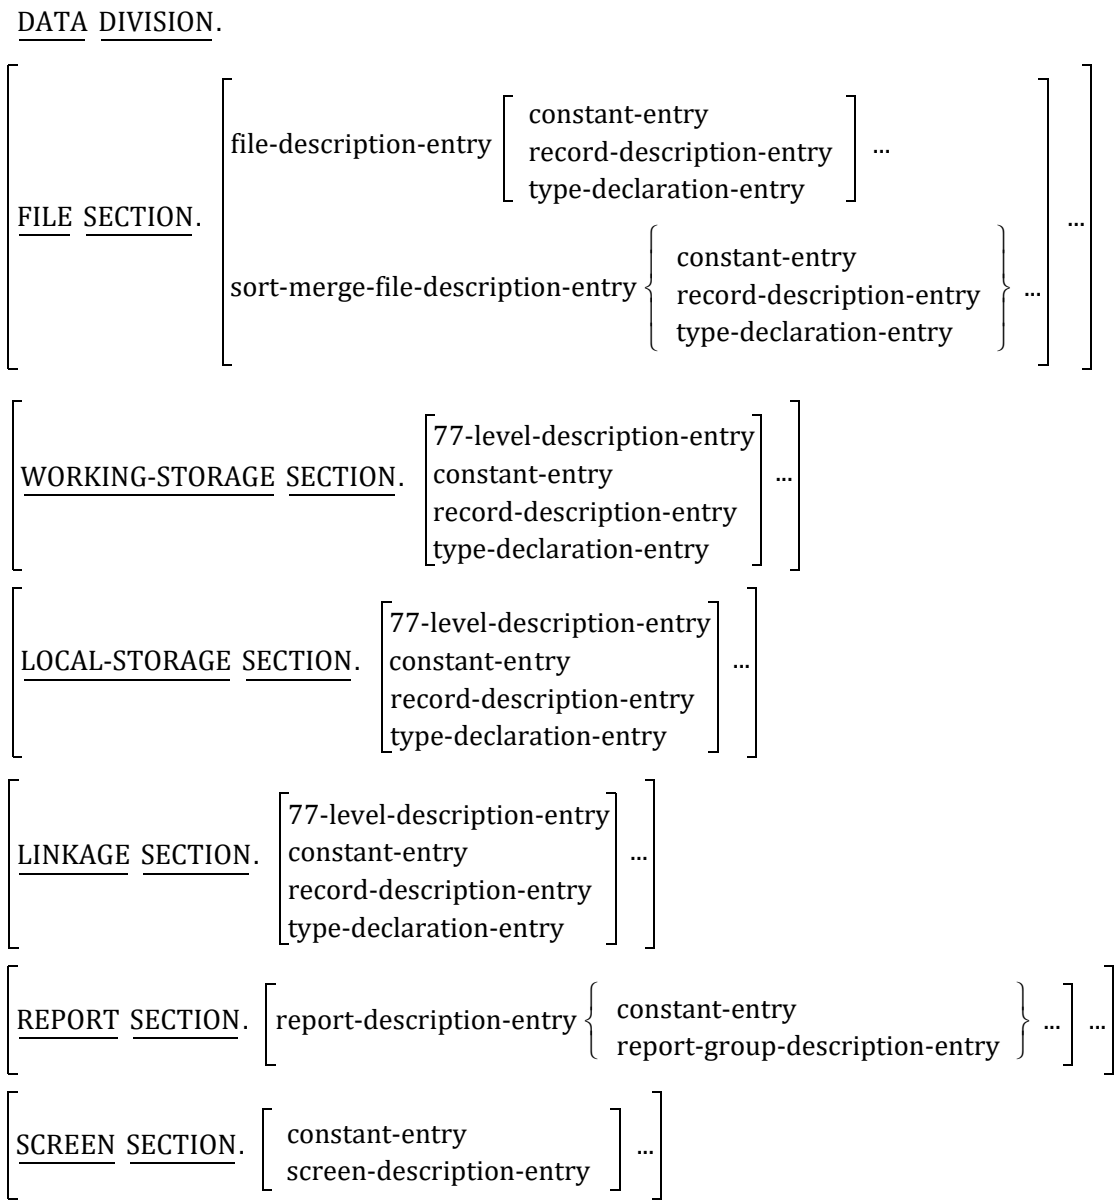 DATA DIVISION.
constant-entry
file-description-entry record-description-entry ...
type-declaration-entry
FILE SECTION. ...
constant-entry
sort-merge-file-description-entry record-description-entry ...
type-declaration-entry
77-level-description-entry
WORKING-STORAGE SECTION. constant-entry ...
record-description-entry
type-declaration-entry
77-level-description-entry
LOCAL-STORAGE SECTION. constant-entry ...
record-description-entry
type-declaration-entry
77-level-description-entry
LINKAGE SECTION. constant-entry ...
record-description-entry
type-declaration-entry
constant-entry
REPORT SECTION. report-description-entry ... ...
report-group-description-entry
constant-entry
SCREEN SECTION. ...
screen-description-entry